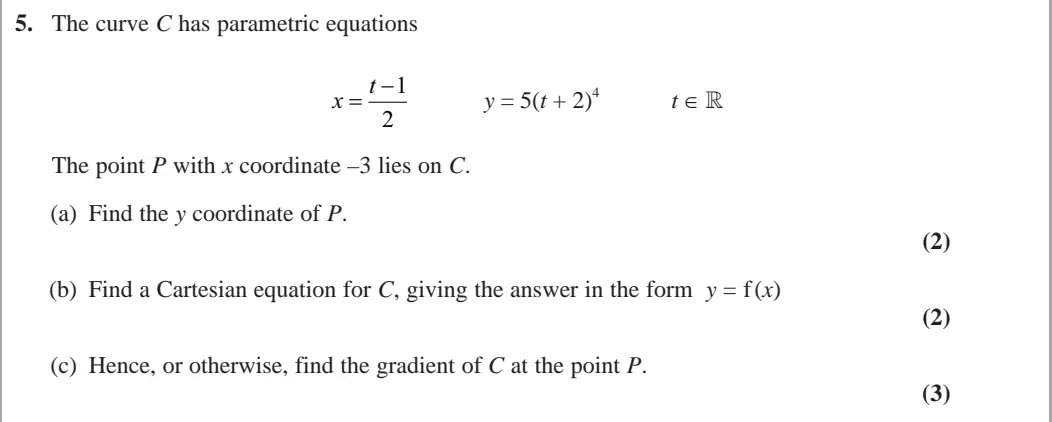 5. The curve C has parametric equations
x = (t − 1)/2    y = 5(t + 2)⁴    t ∈ ℝ
The point P with x coordinate –3 lies on C.
(a) Find the y coordinate of P.
(2)
(b) Find a Cartesian equation for C, giving the answer in the form y = f(x)
(2)
(c) Hence, or otherwise, find the gradient of C at the point P.
(3)